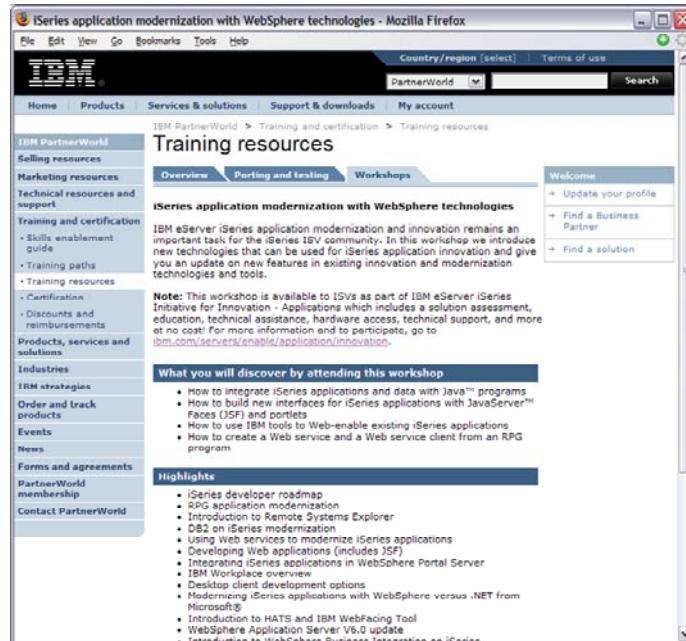 iSeries application modernization with WebSphere technologies - Mozilla Firefox
File Edit View Go Bookmarks Tools Help
Country/region [select] Terms of use
IBM®
PartnerWorld Search
Home Products Services & solutions Support & downloads My account
IBM PartnerWorld > Training and certification > Training resources
Training resources
Overview Porting and testing Workshops
IBM PartnerWorld
Selling resources
Marketing resources
Technical resources and
support
Training and certification
· Skills enablement
guide
· Training paths
· Training resources
· Certification
· Discounts and
reimbursements
Products, services and
solutions
Industries
IBM strategies
Order and track
products
Events
News
Forms and agreements
PartnerWorld
membership
Contact PartnerWorld
iSeries application modernization with WebSphere technologies
IBM eServer iSeries application modernization and innovation remains an
important task for the iSeries ISV community. In this workshop we introduce
new technologies that can be used for iSeries application innovation and give
you an update on new features in existing innovation and modernization
technologies and tools.
Note: This workshop is available to ISVs as part of IBM eServer iSeries
Initiative for Innovation - Applications which includes a solution assessment,
education, technical assistance, hardware access, technical support, and more
at no cost! For more information and to participate, go to
ibm.com/servers/enable/application/innovation.
What you will discover by attending this workshop
• How to integrate iSeries applications and data with Java™ programs
• How to build new interfaces for iSeries applications with JavaServer™
Faces (JSF) and portlets
• How to use IBM tools to Web-enable existing iSeries applications
• How to create a Web service and a Web service client from an RPG
program
Highlights
• iSeries developer roadmap
• RPG application modernization
• Introduction to Remote Systems Explorer
• DB2 on iSeries modernization
• Using Web services to modernize iSeries applications
• Developing Web applications (includes JSF)
• Integrating iSeries applications in WebSphere Portal Server
• IBM Workplace overview
• Desktop client development options
• Modernizing iSeries applications with WebSphere versus .NET from
Microsoft®
• Introduction to HATS and IBM WebFacing Tool
• WebSphere Application Server V6.0 update
• Introduction to WebSphere Business Integration on iSeries
Welcome
→ Update your profile
→ Find a Business
Partner
→ Find a solution